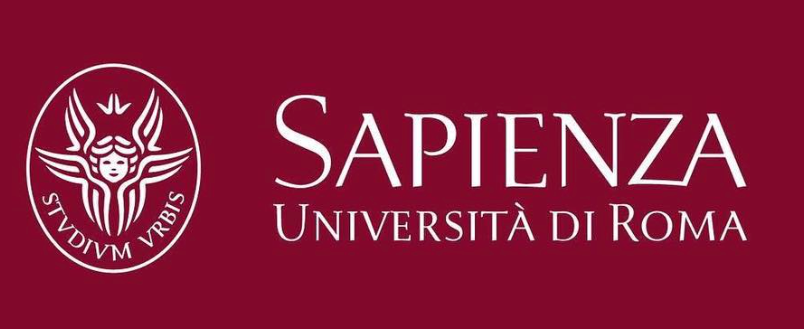 STVDIVM VRBIS
SAPIENZA
UNIVERSITÀ DI ROMA